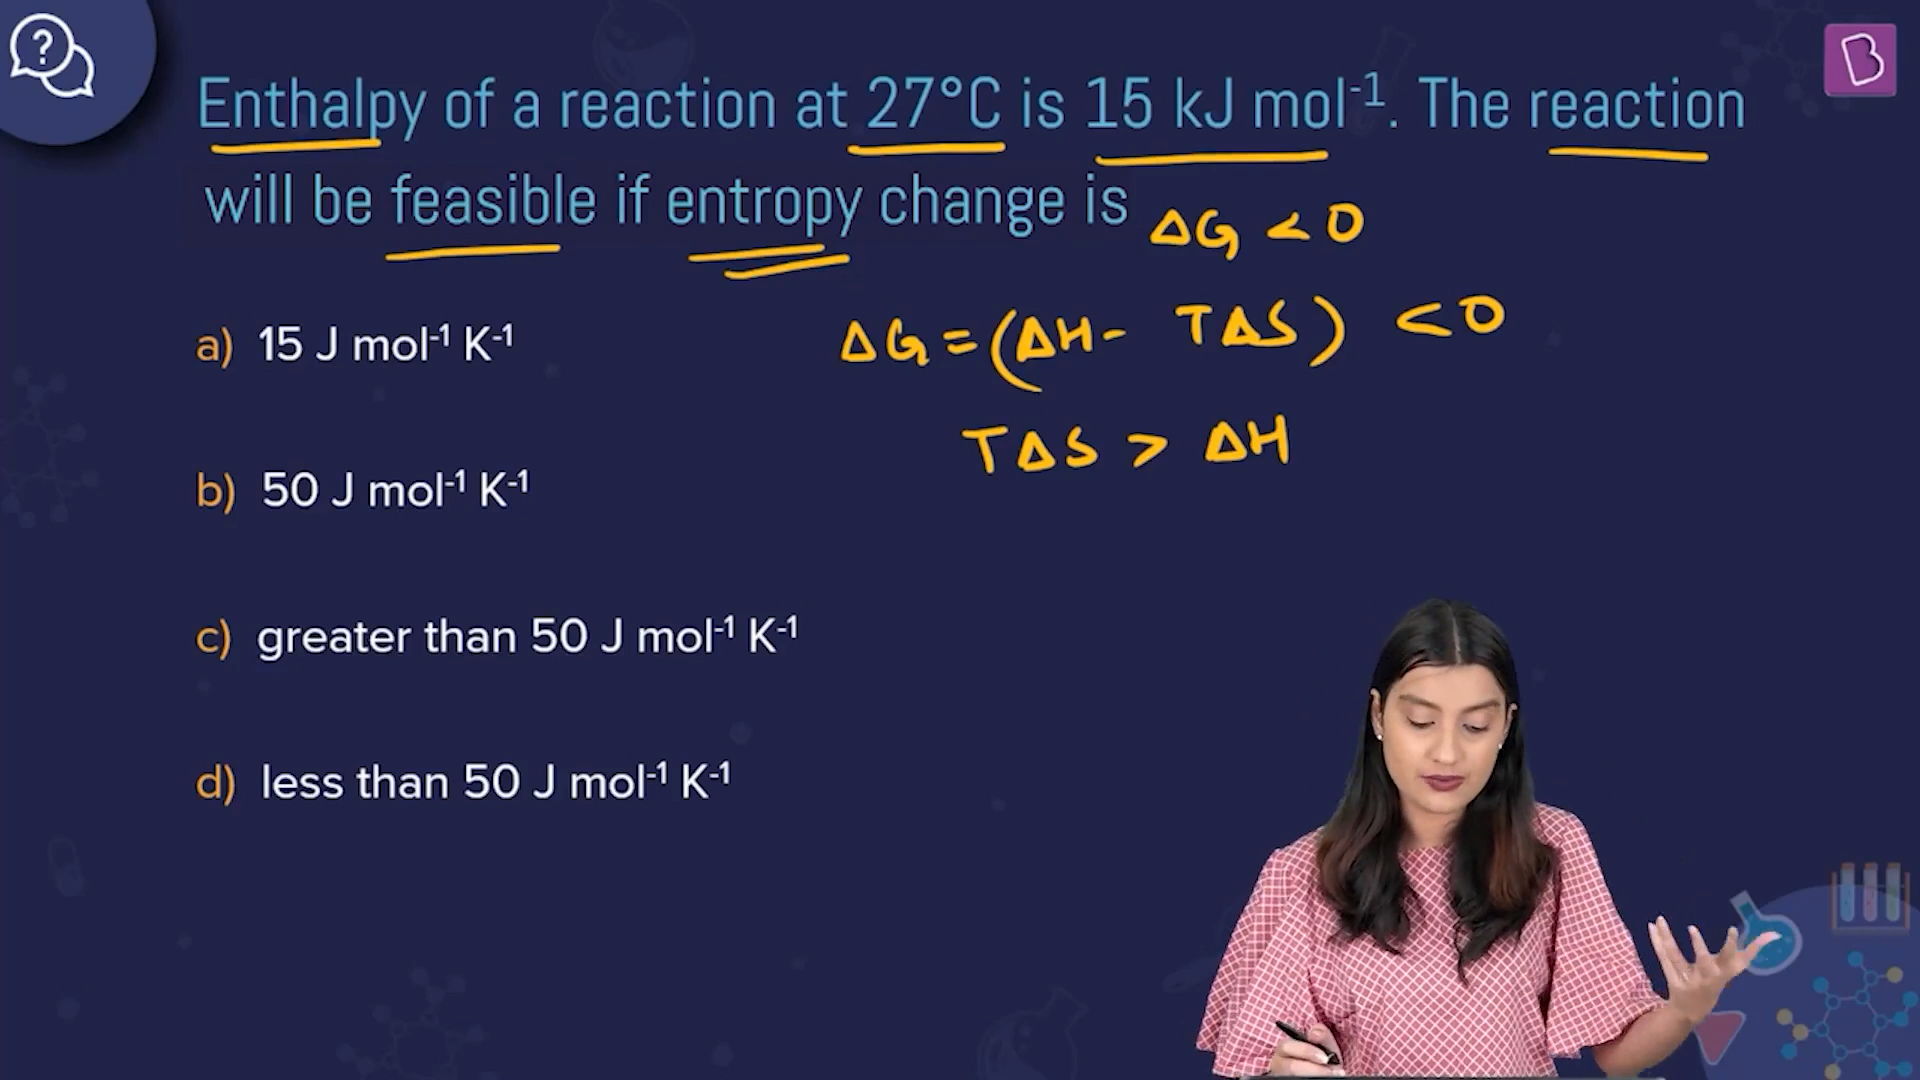 Enthalpy of a reaction at 27°C is 15 kJ mol⁻¹. The reaction
will be feasible if entropy change is
ΔG < 0
ΔG = (ΔH - TΔS) < 0
TΔS > ΔH
a) 15 J mol⁻¹ K⁻¹
b) 50 J mol⁻¹ K⁻¹
c) greater than 50 J mol⁻¹ K⁻¹
d) less than 50 J mol⁻¹ K⁻¹
?
B